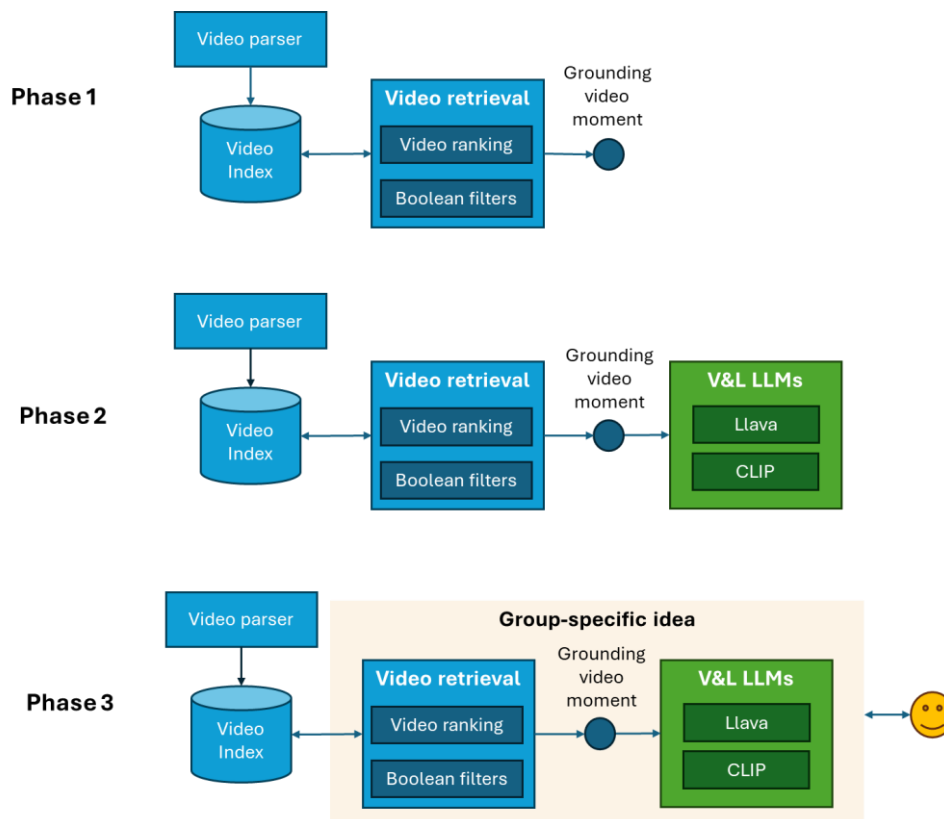 Phase 1
Video parser
Video
Index
Video retrieval
Video ranking
Boolean filters
Grounding
video
moment
Phase 2
Video parser
Video
Index
Video retrieval
Video ranking
Boolean filters
Grounding
video
moment
V&L LLMs
Llava
CLIP
Phase 3
Video parser
Video
Index
Group-specific idea
Video retrieval
Video ranking
Boolean filters
Grounding
video
moment
V&L LLMs
Llava
CLIP